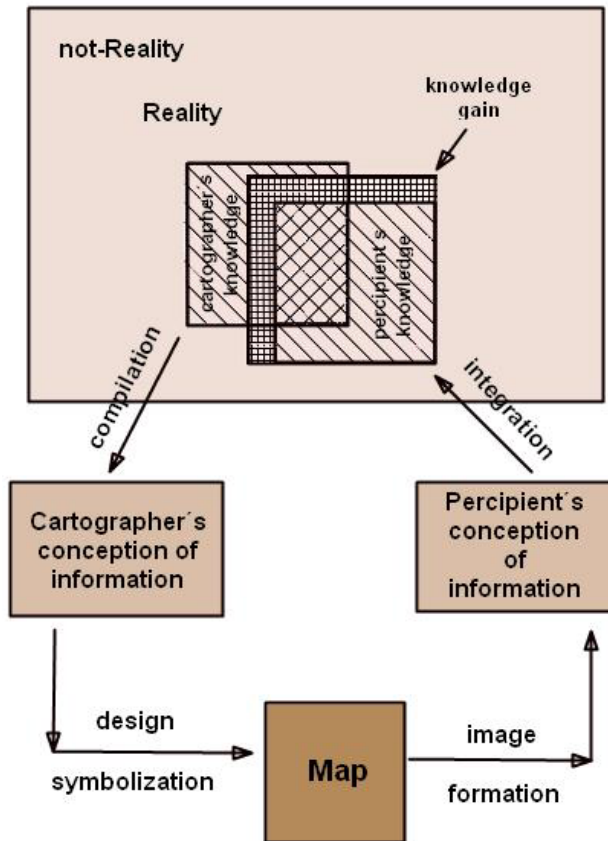 not-Reality
Reality
knowledge
gain
cartographer´s
knowledge
percipient´s
knowledge
compilation
integration
Cartographer´s
conception of
information
Percipient´s
conception
of
information
design
symbolization
Map
image
formation